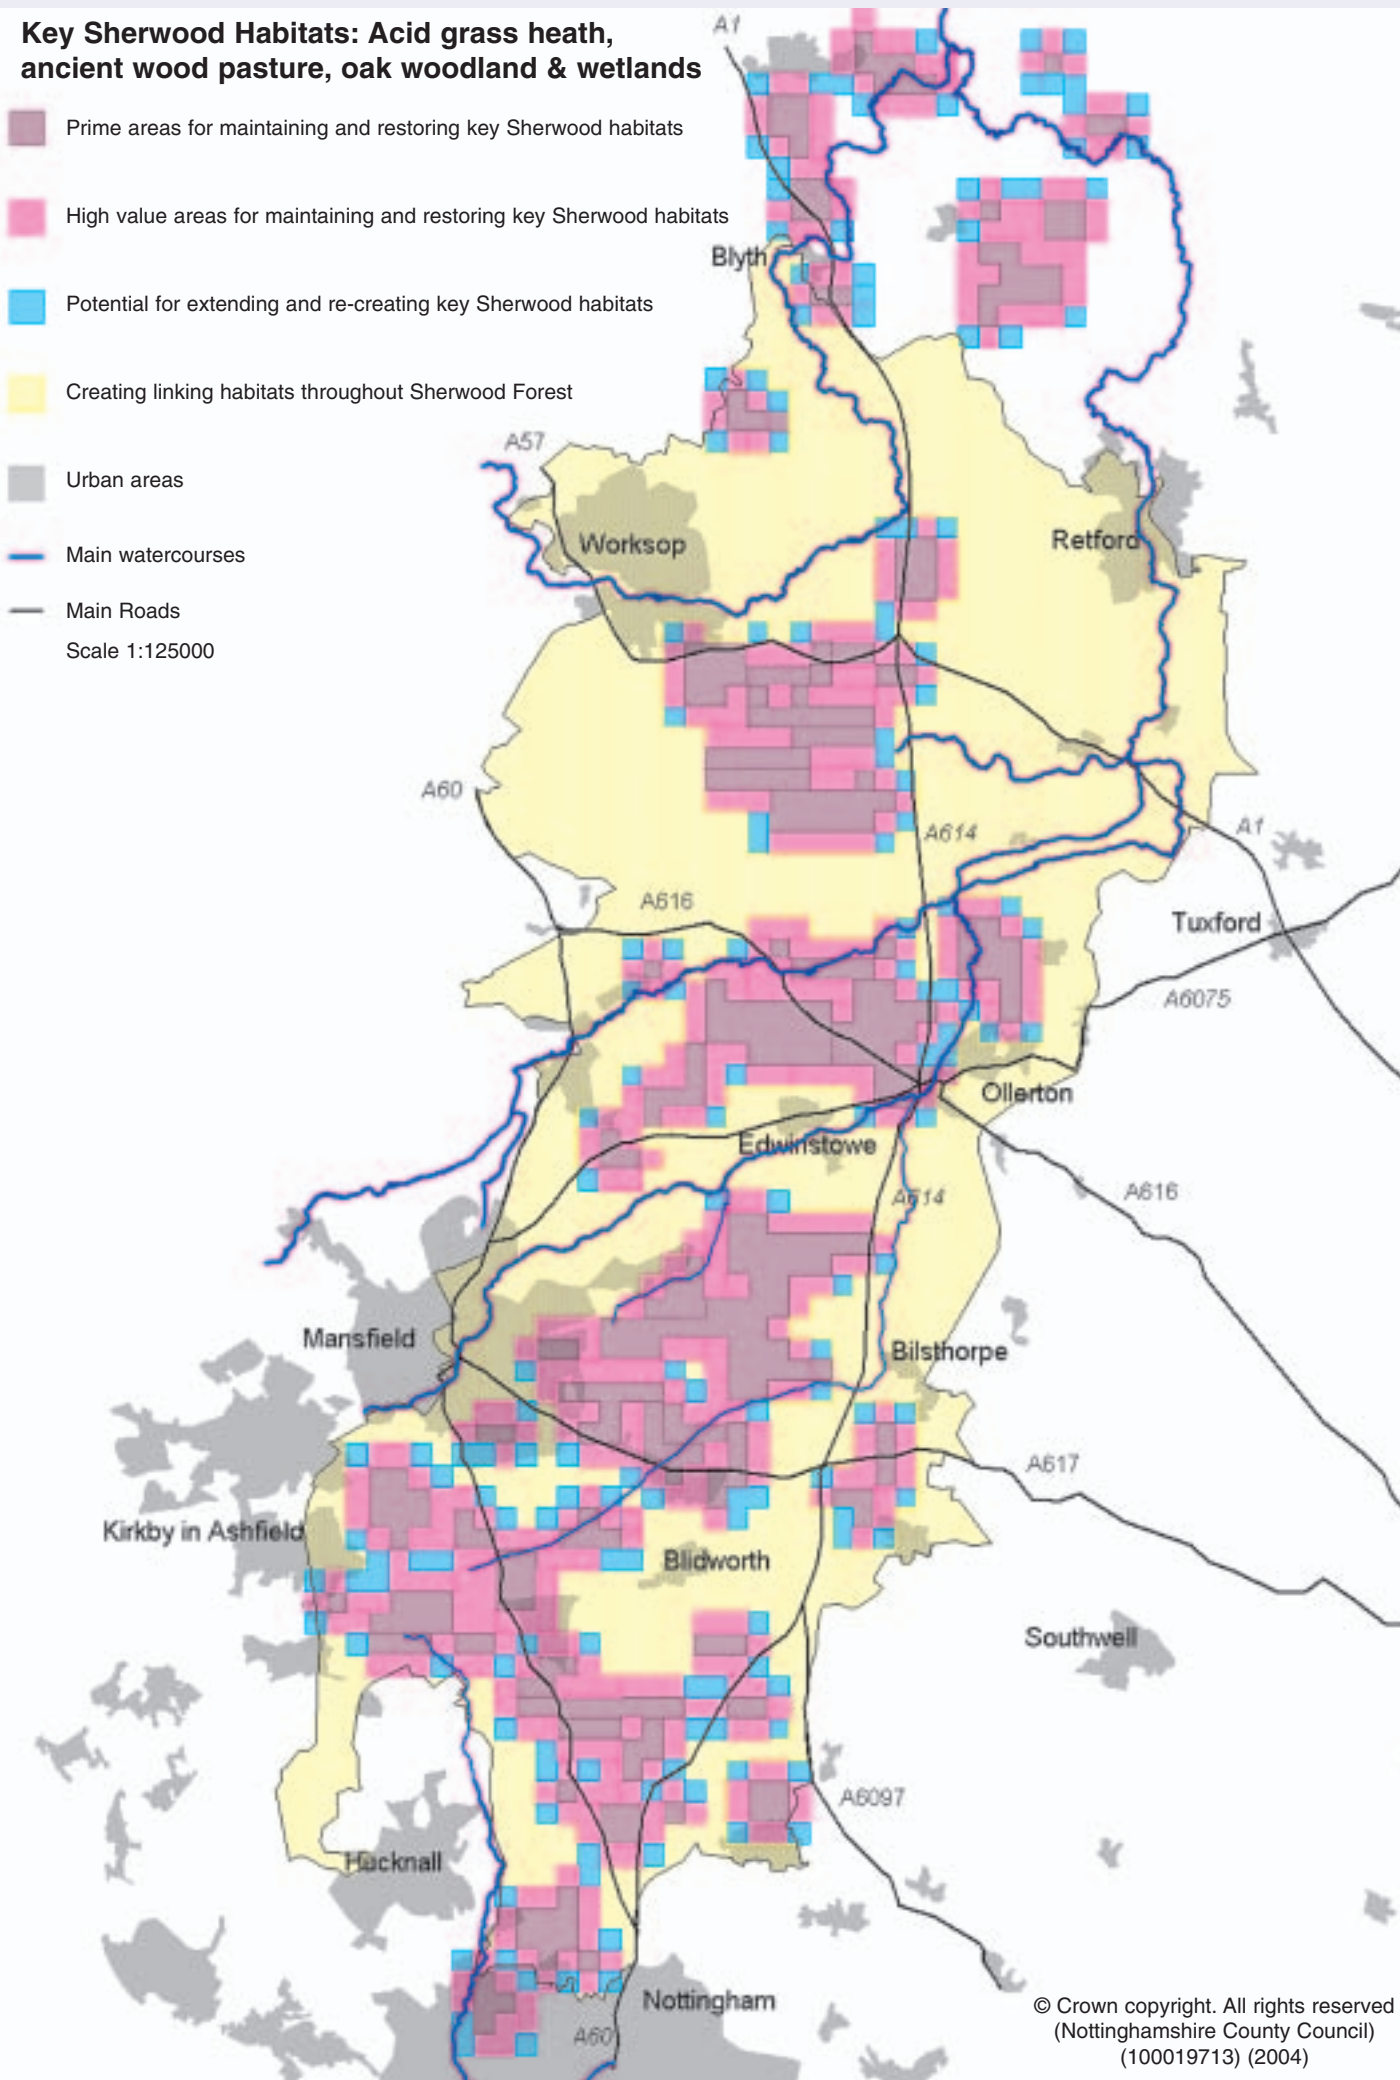 Key Sherwood Habitats: Acid grass heath,
ancient wood pasture, oak woodland & wetlands
Prime areas for maintaining and restoring key Sherwood habitats
High value areas for maintaining and restoring key Sherwood habitats
Potential for extending and re-creating key Sherwood habitats
Creating linking habitats throughout Sherwood Forest
Urban areas
Main watercourses
Main Roads
Scale 1:125000
A1
Blyth
A57
Worksop
Retford
A60
A614
A1
A616
Tuxford
A6075
Ollerton
Edwinstowe
A614
A616
Mansfield
Bilsthorpe
A617
Kirkby in Ashfield
Blidworth
Southwell
A6097
Hucknall
Nottingham
A60
© Crown copyright. All rights reserved
(Nottinghamshire County Council)
(100019713) (2004)